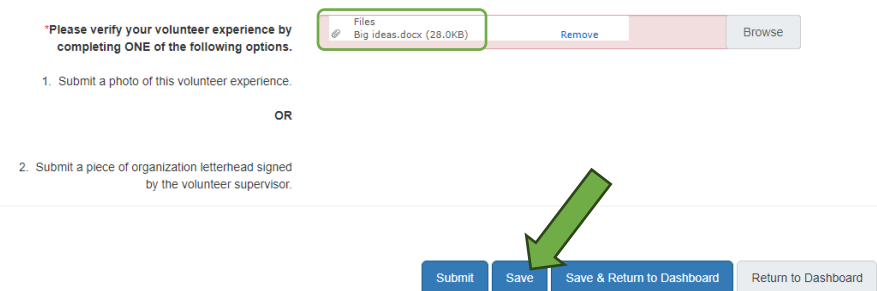 *Please verify your volunteer experience by
completing ONE of the following options.
1. Submit a photo of this volunteer experience.
OR
2. Submit a piece of organization letterhead signed
by the volunteer supervisor.
Files
Big ideas.docx (28.0KB) Remove Browse
Submit Save Save & Return to Dashboard Return to Dashboard